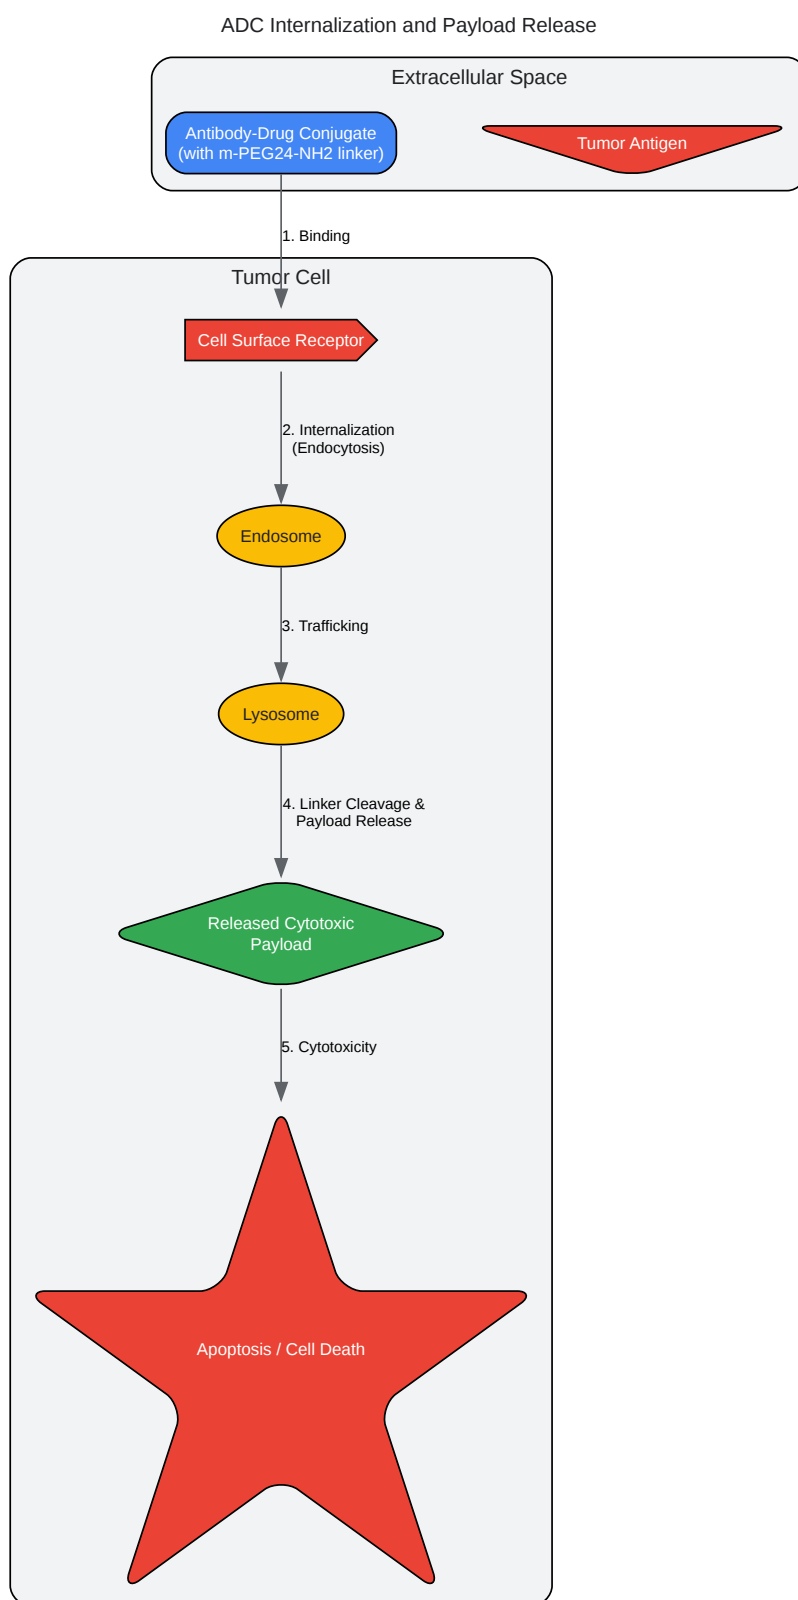 ADC Internalization and Payload Release
Extracellular Space
Antibody-Drug Conjugate
(with m-PEG24-NH2 linker)
Tumor Antigen
1. Binding
Tumor Cell
Cell Surface Receptor
2. Internalization
(Endocytosis)
Endosome
3. Trafficking
Lysosome
4. Linker Cleavage &
Payload Release
Released Cytotoxic
Payload
5. Cytotoxicity
Apoptosis / Cell Death